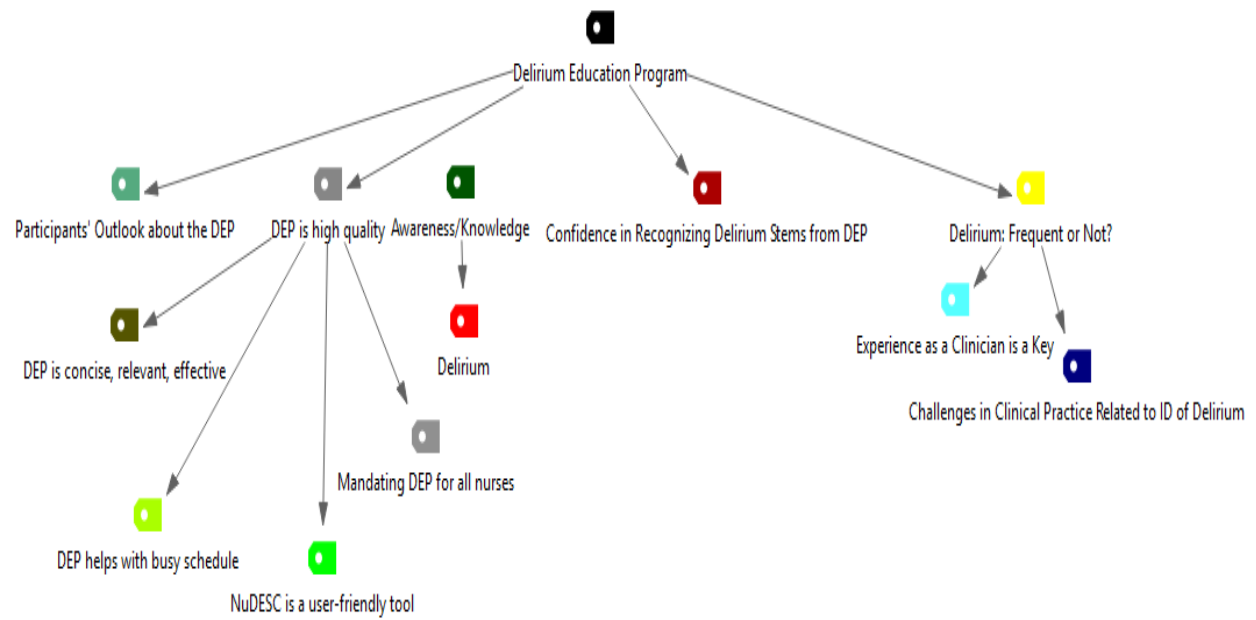 Delirium Education Program
Participants' Outlook about the DEP
DEP is high quality
Awareness/Knowledge
Confidence in Recognizing Delirium Stems from DEP
Delirium: Frequent or Not?
DEP is concise, relevant, effective
Delirium
Experience as a Clinician is a Key
Challenges in Clinical Practice Related to ID of Delirium
Mandating DEP for all nurses
DEP helps with busy schedule
NuDESC is a user-friendly tool